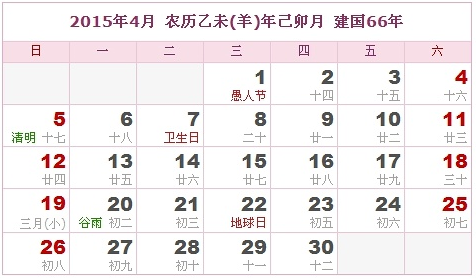 2015年4月 农历乙未(羊)年己卯月 建国66年
日 一 二 三 四 五 六
1 2 3 4
愚人节 十四 十五 十六
5 6 7 8 9 10 11
清明 十七 十八 卫生日 二十 廿一 廿二 廿三
12 13 14 15 16 17 18
廿四 廿五 廿六 廿七 廿八 廿九 三十
19 20 21 22 23 24 25
三月(小) 谷雨 初二 初三 地球日 初五 初六 初七
26 27 28 29 30
初八 初九 初十 十一 十二